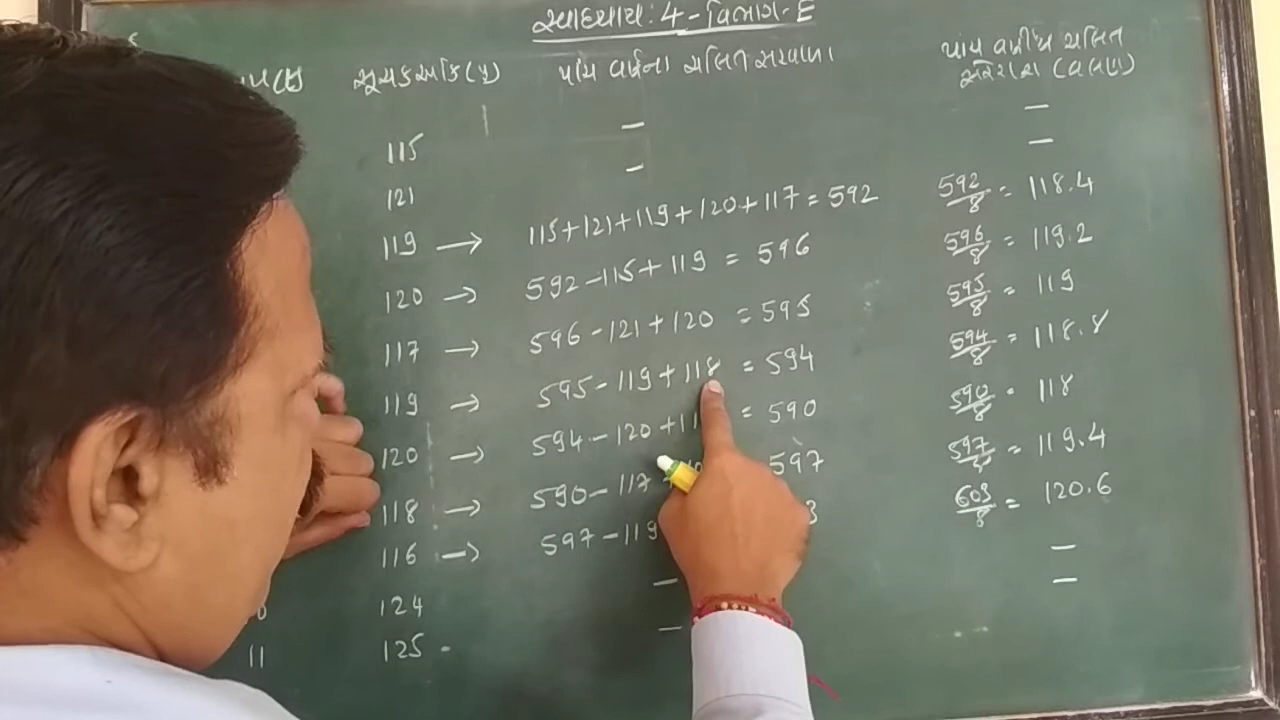 સ્વાધ્યાય: 4 - વિભાગ-E
સૂચકઆંક (y) પાંચ વર્ષના ચલિત સરવાળા પાંચ વર્ષીય ચલિત
સરેરાશ (વલણ)
115 — —
121 — —
119 → 115+121+119+120+117 = 592 592/5 = 118.4
120 → 592-115+119 = 596 596/5 = 119.2
117 → 596-121+120 = 595 595/5 = 119
119 → 595-119+118 = 594 594/5 = 118.8
120 → 594-120+11 = 590 590/5 = 118
118 → 590-117 597 597/5 = 119.4
116 → 597-119 3 603/5 = 120.6
124 — —
11 125 — —